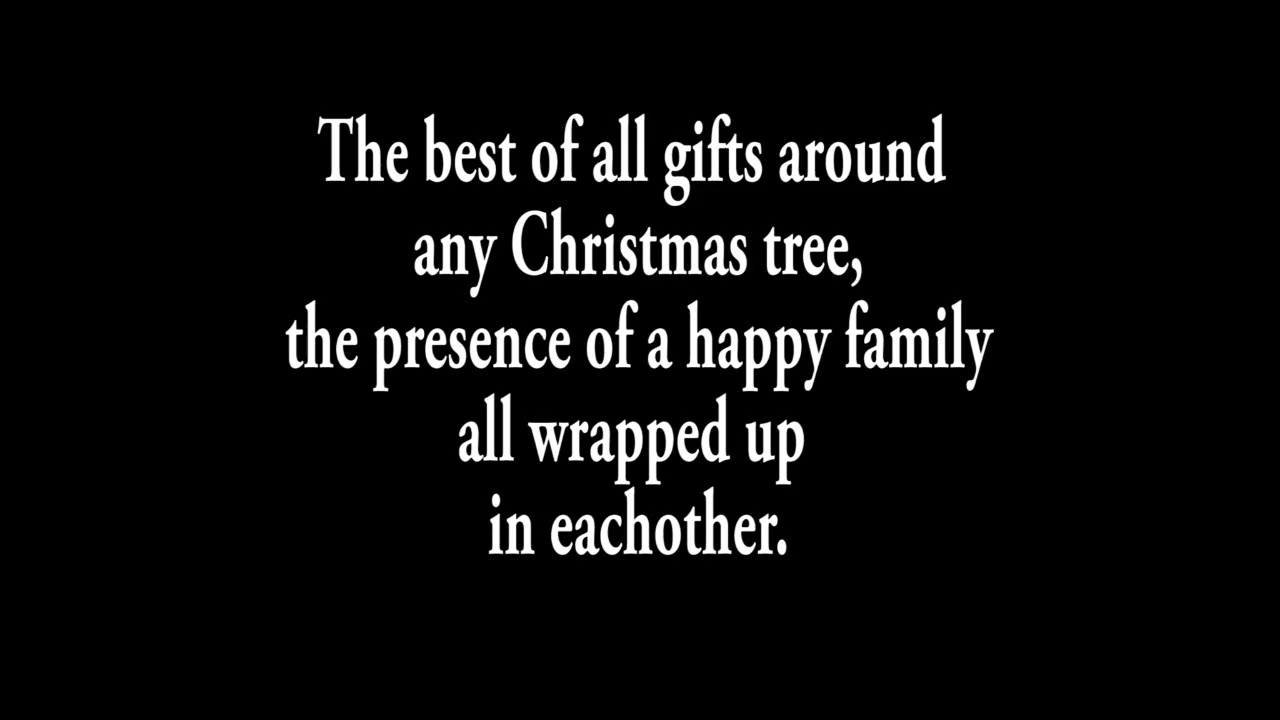 The best of all gifts around
any Christmas tree,
the presence of a happy family
all wrapped up
in eachother.